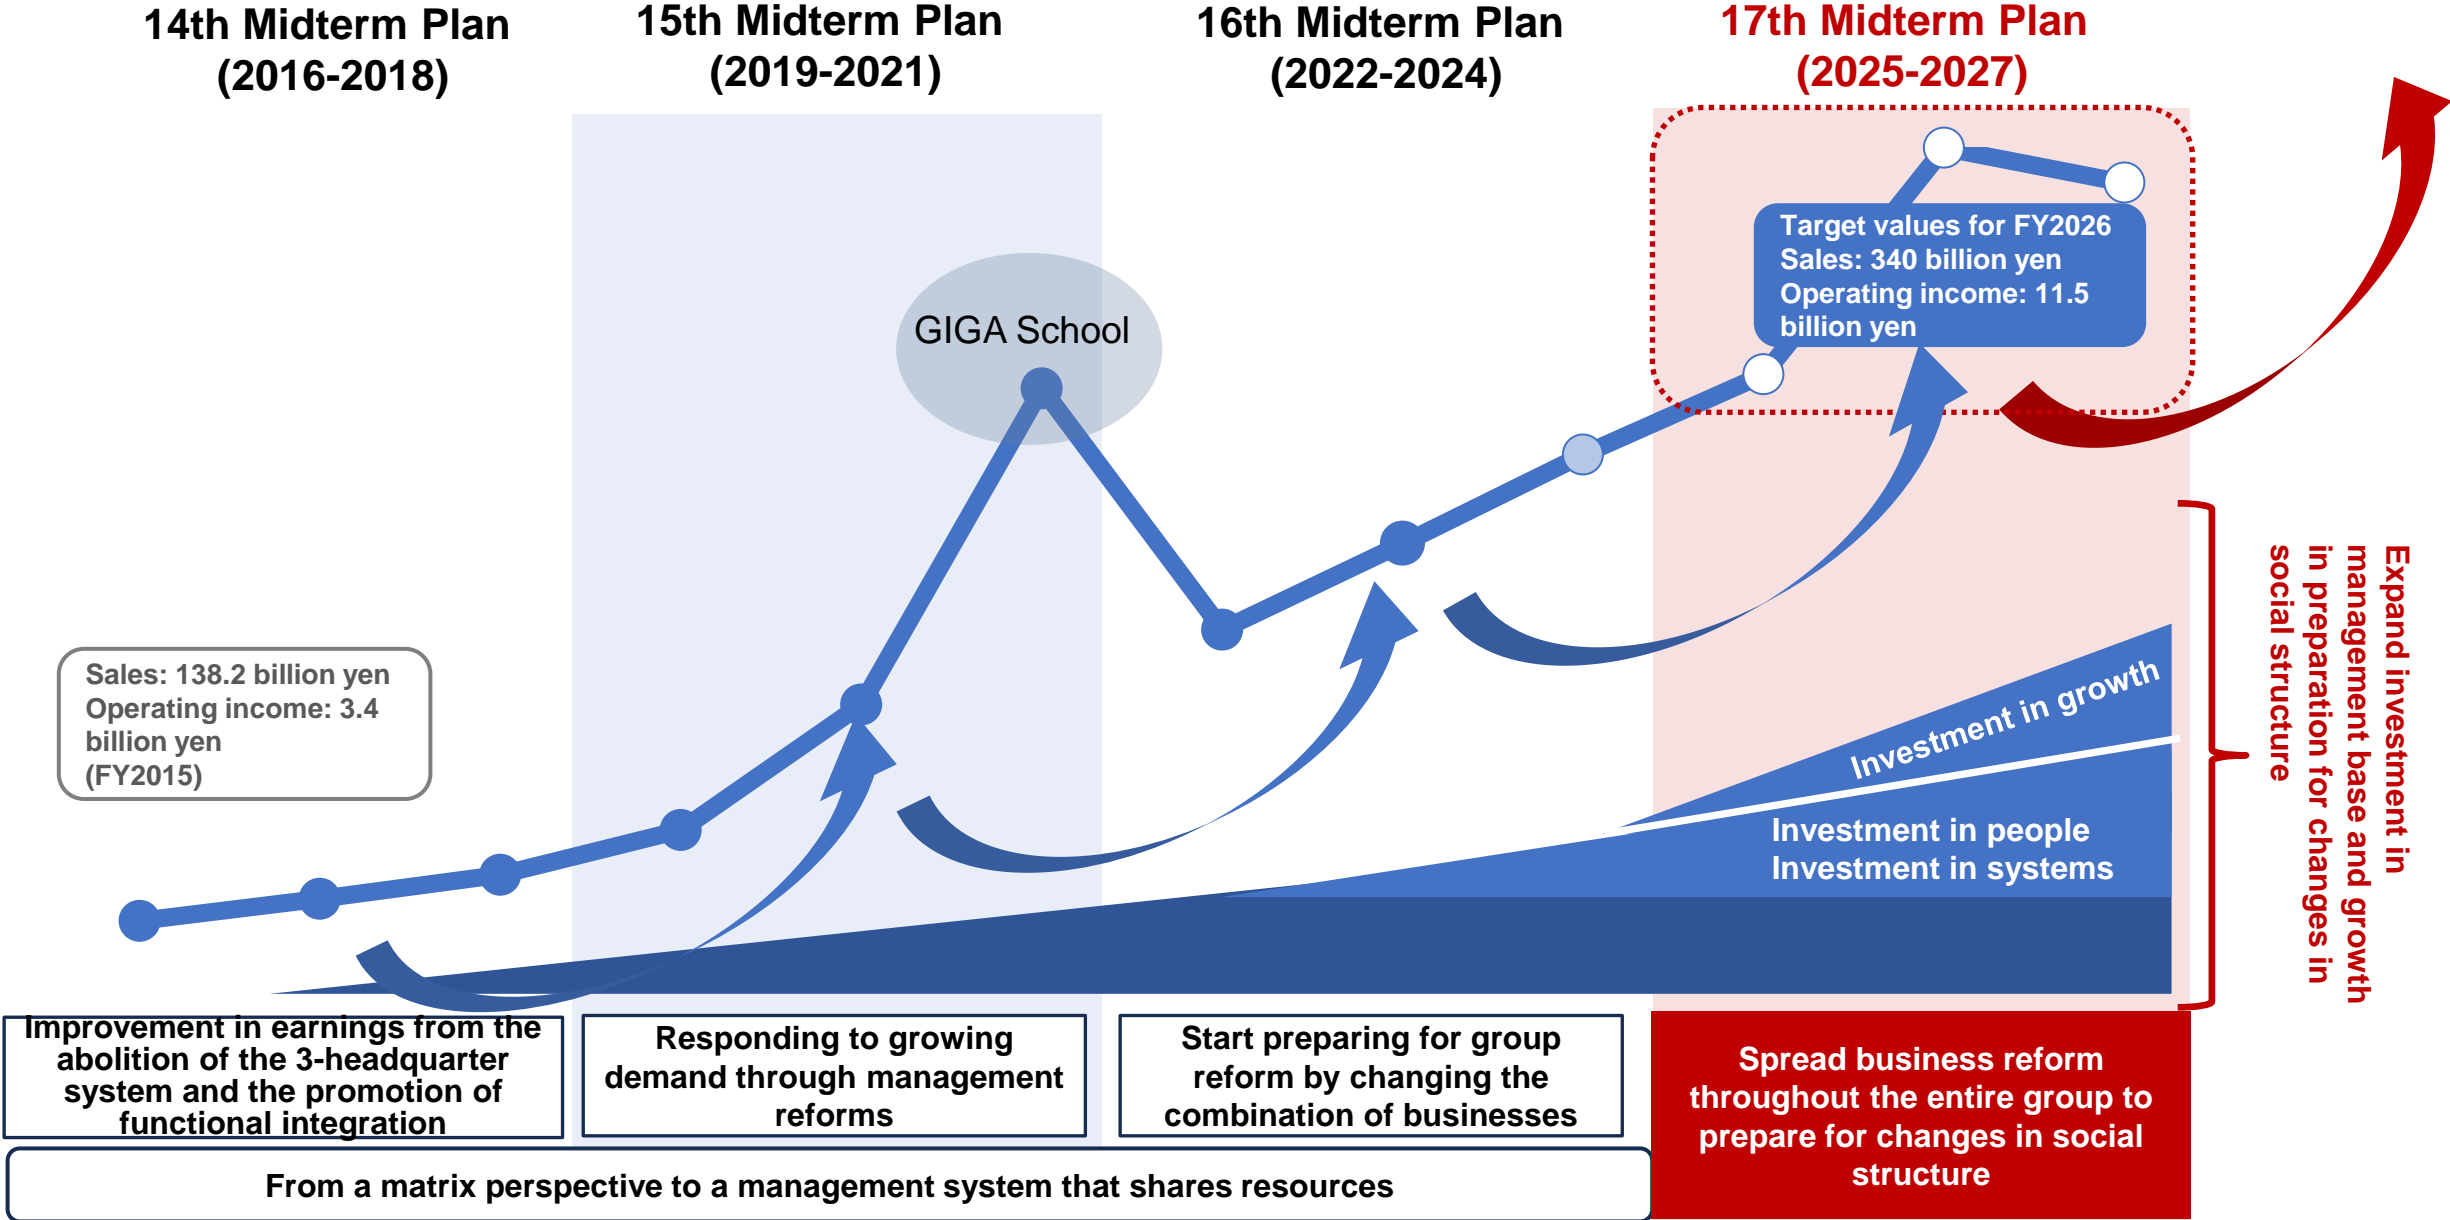 14th Midterm Plan
(2016-2018)
15th Midterm Plan
(2019-2021)
16th Midterm Plan
(2022-2024)
17th Midterm Plan
(2025-2027)
Target values for FY2026
Sales: 340 billion yen
Operating income: 11.5
billion yen
GIGA School
Sales: 138.2 billion yen
Operating income: 3.4
billion yen
(FY2015)
Investment in growth
Investment in people
Investment in systems
Expand investment in
management base and growth
in preparation for changes in
social structure
Improvement in earnings from the
abolition of the 3-headquarter
system and the promotion of
functional integration
Responding to growing
demand through management
reforms
Start preparing for group
reform by changing the
combination of businesses
Spread business reform
throughout the entire group to
prepare for changes in social
structure
From a matrix perspective to a management system that shares resources